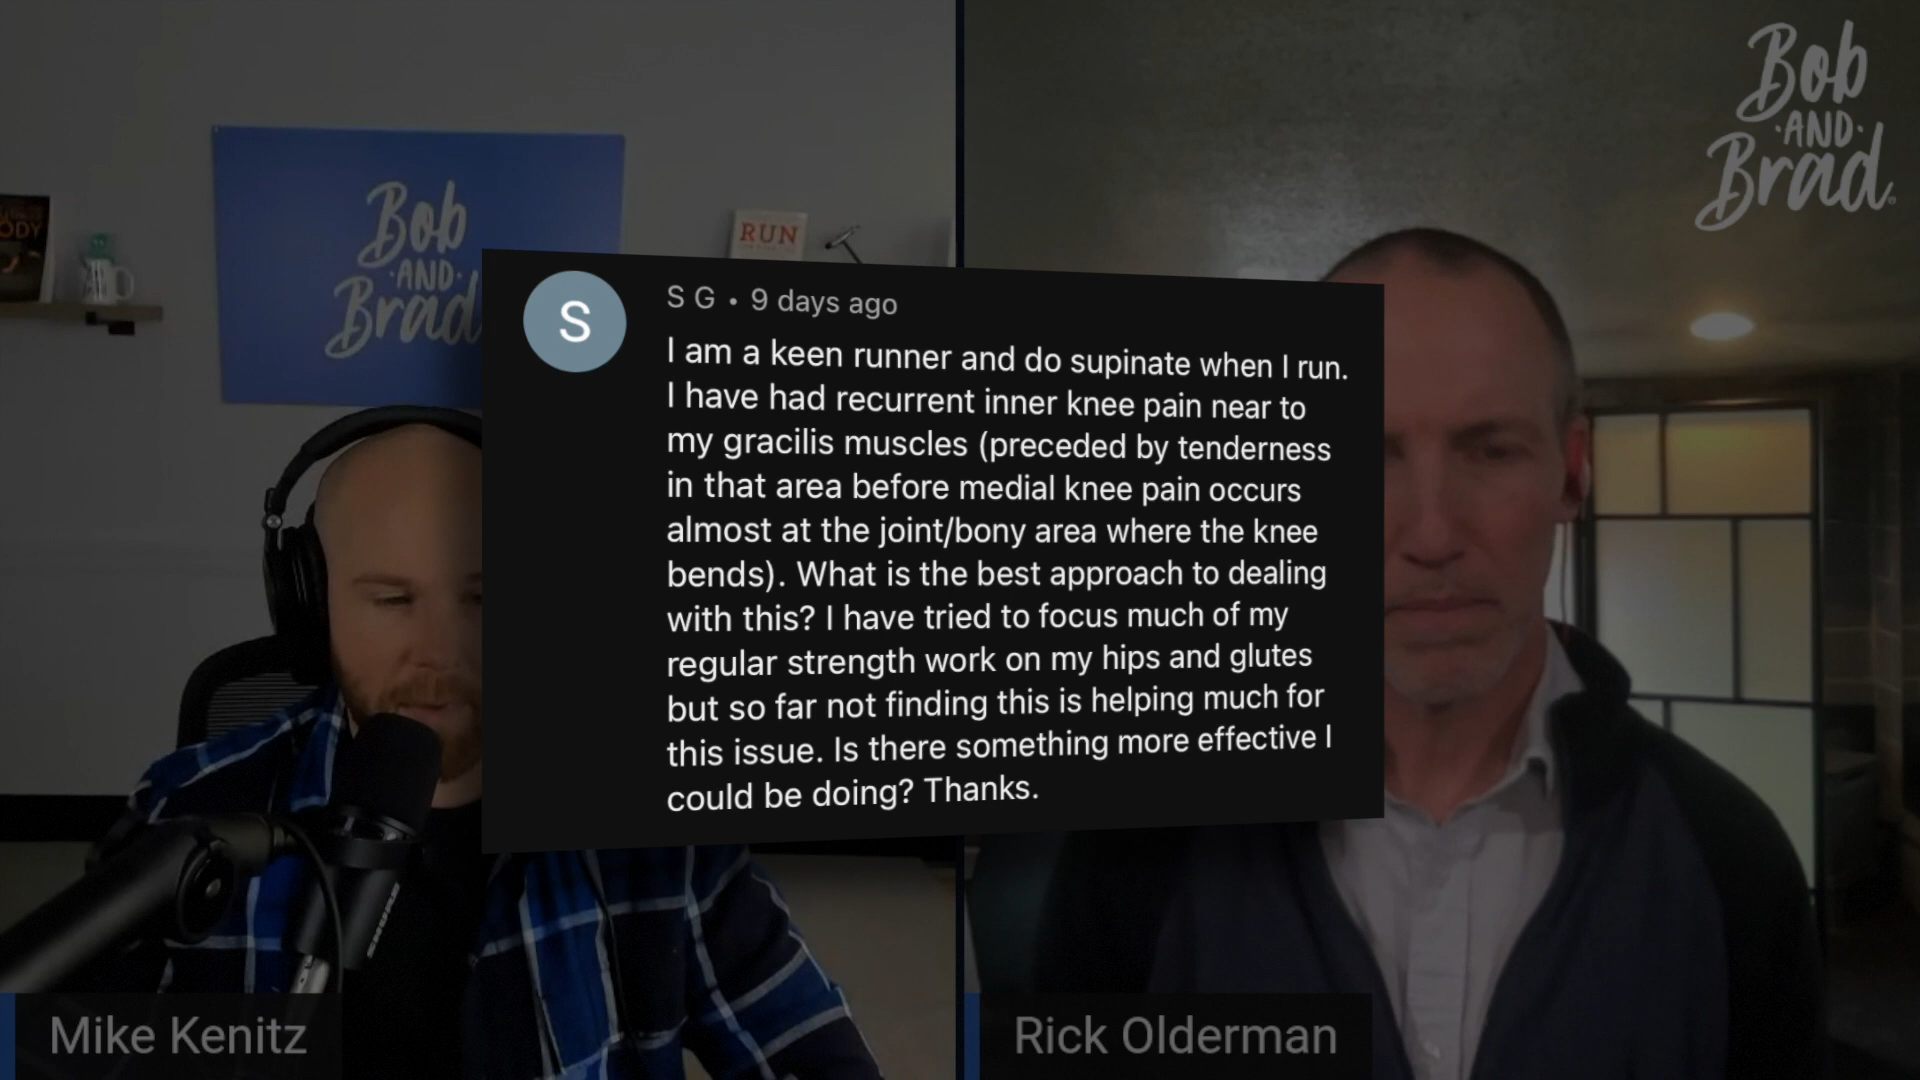 Bob
AND
Brad
ODY
RUN
Bob
·AND·
Brad
S
S G • 9 days ago
I am a keen runner and do supinate when I run.
I have had recurrent inner knee pain near to
my gracilis muscles (preceded by tenderness
in that area before medial knee pain occurs
almost at the joint/bony area where the knee
bends). What is the best approach to dealing
with this? I have tried to focus much of my
regular strength work on my hips and glutes
but so far not finding this is helping much for
this issue. Is there something more effective I
could be doing? Thanks.
SHURE
Mike Kenitz
Rick Olderman